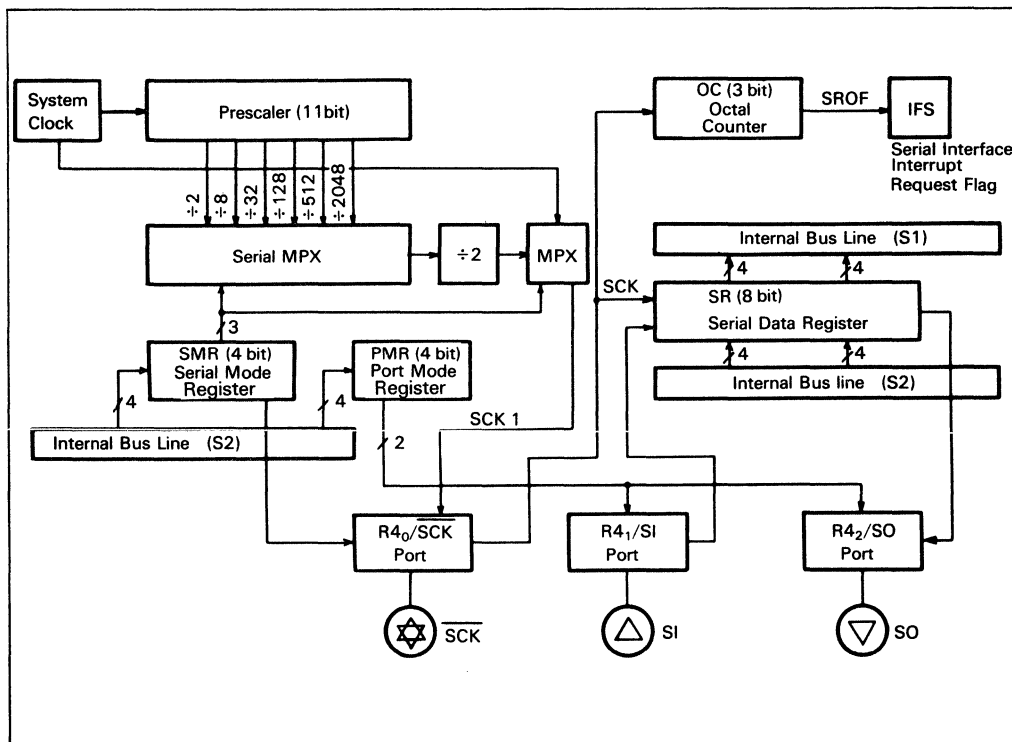 System
Clock
Prescaler (11bit)
OC (3 bit)
Octal
Counter
SROF
IFS
Serial Interface
Interrupt
Request Flag
÷2
÷8
÷32
÷128
÷512
÷2048
Serial MPX
÷2
MPX
Internal Bus Line (S1)
4
4
SCK
SR (8 bit)
Serial Data Register
3
4
4
SMR (4 bit)
Serial Mode
Register
PMR (4 bit)
Port Mode
Register
Internal Bus line (S2)
4
4
SCK 1
Internal Bus Line (S2)
2
R4₀/S̅C̅K̅
Port
R4₁/SI
Port
R4₂/SO
Port
S̅C̅K̅
SI
SO